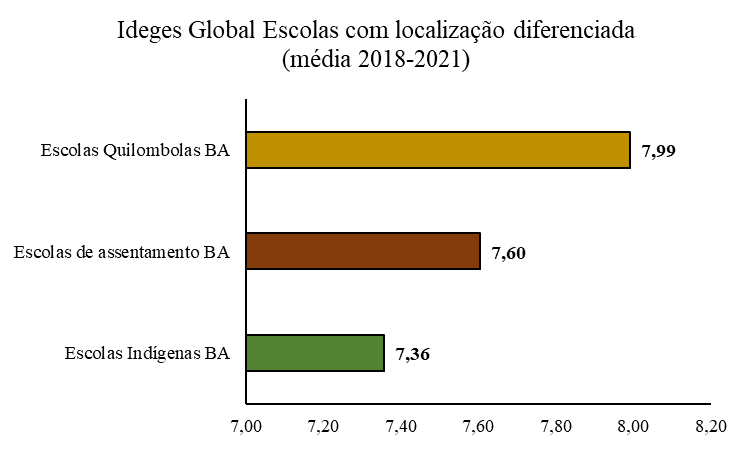 Ideges Global Escolas com localização diferenciada
(média 2018-2021)
Escolas Quilombolas BA
7,99
Escolas de assentamento BA
7,60
Escolas Indígenas BA
7,36
7,00 7,20 7,40 7,60 7,80 8,00 8,20